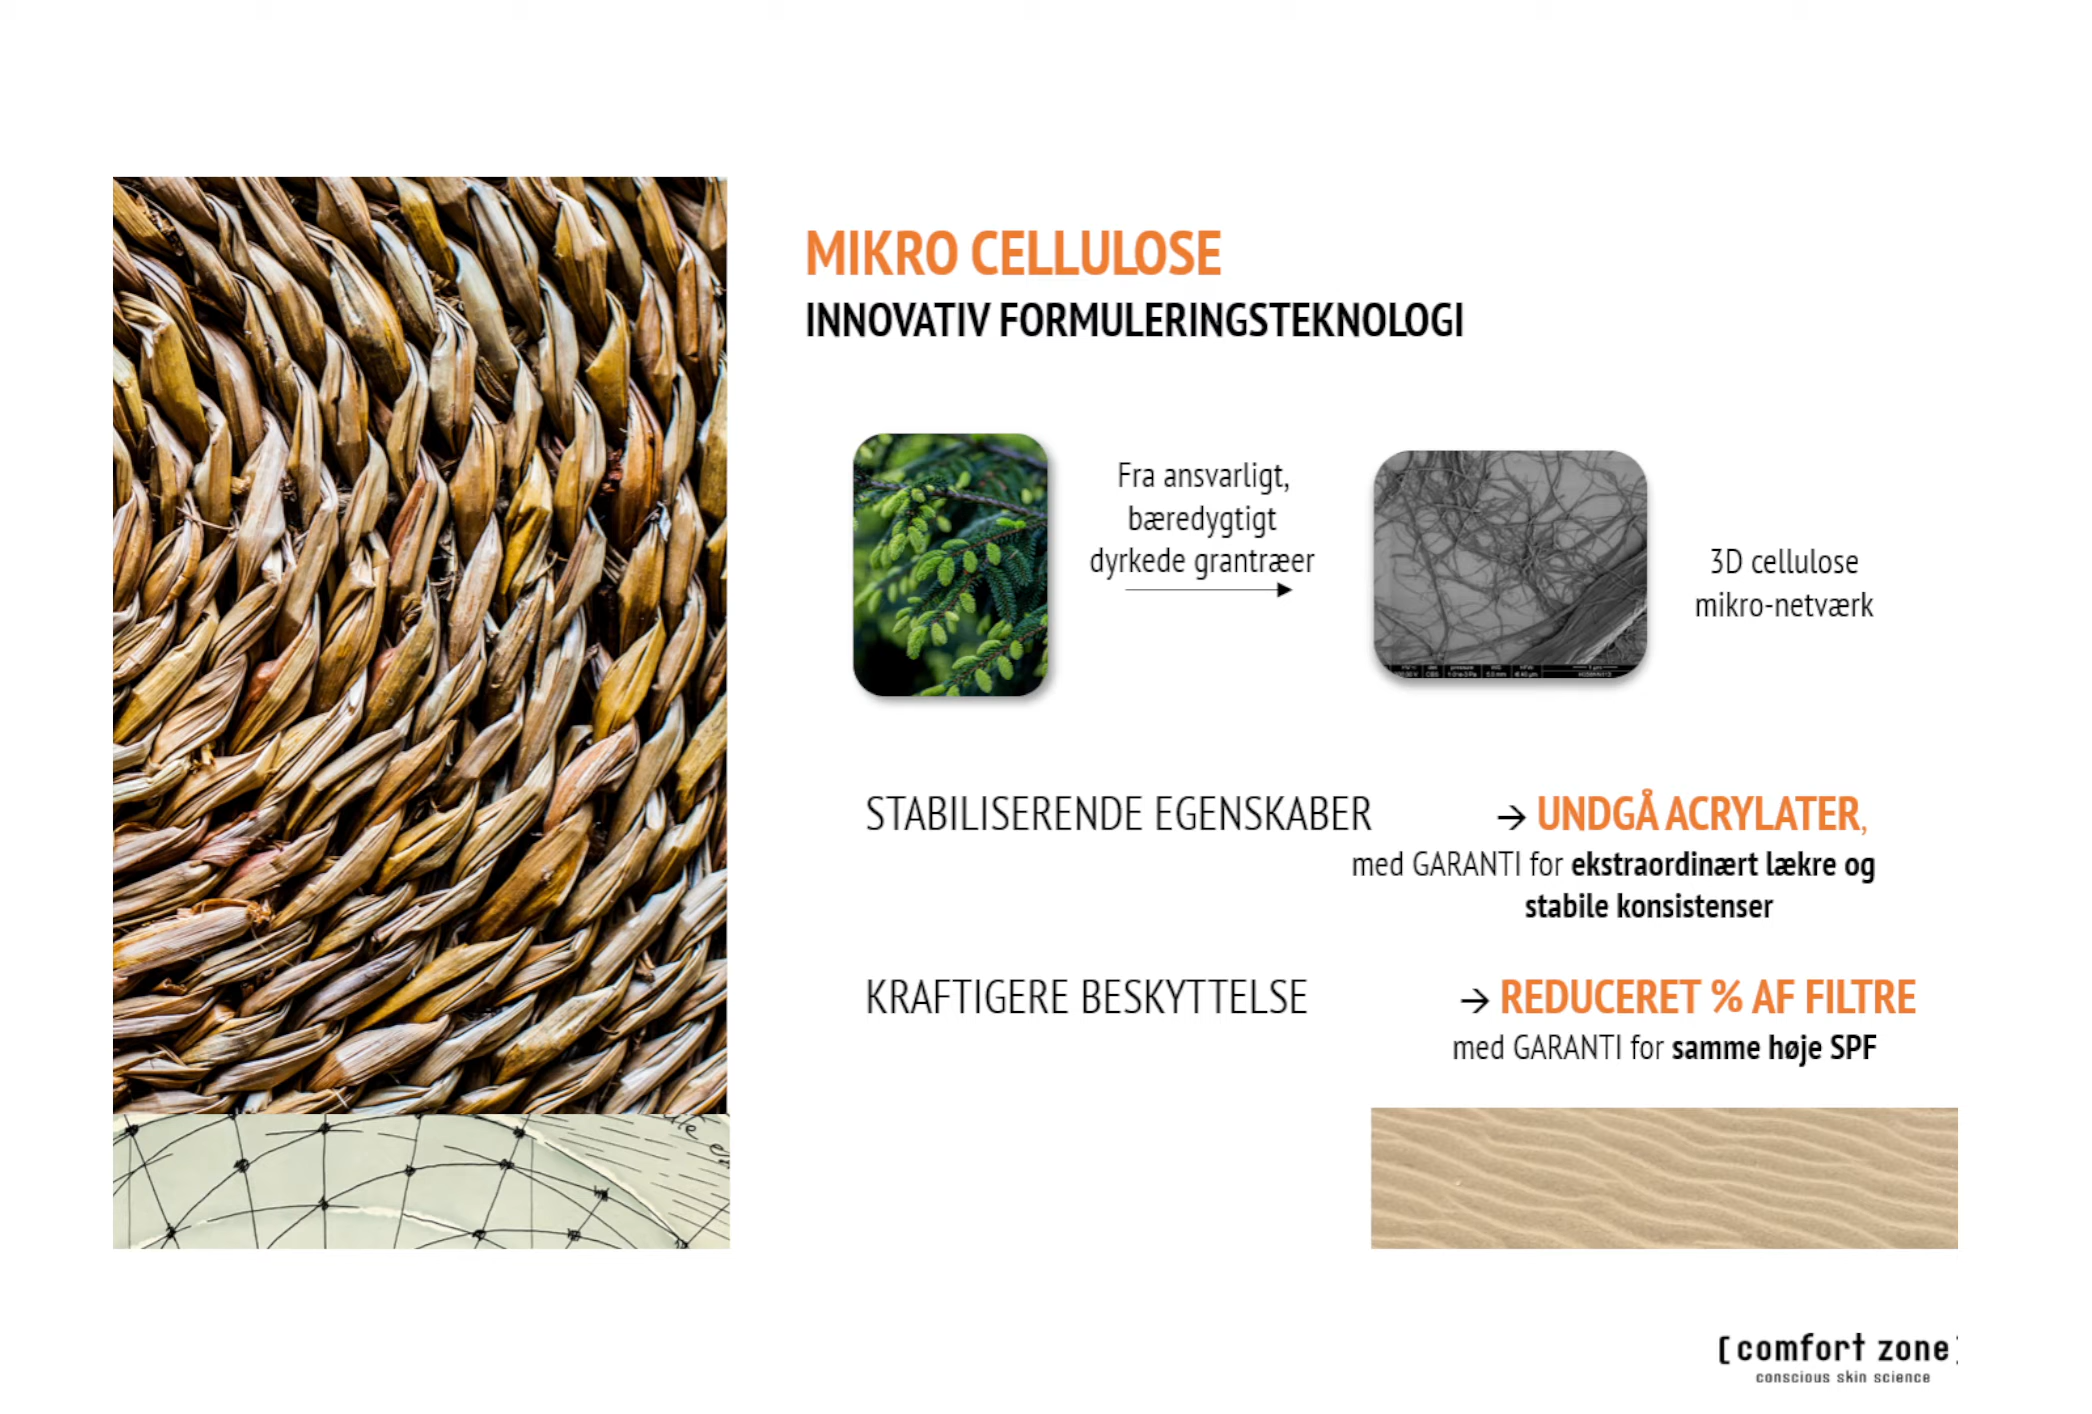 MIKRO CELLULOSE
INNOVATIV FORMULERINGSTEKNOLOGI
Fra ansvarligt,
bæredygtigt
dyrkede grantræer
3D cellulose
mikro-netværk
STABILISERENDE EGENSKABER → UNDGÅ ACRYLATER,
med GARANTI for ekstraordinært lækre og
stabile konsistenser
KRAFTIGERE BESKYTTELSE → REDUCERET % AF FILTRE
med GARANTI for samme høje SPF
[ comfort zone ]
conscious skin science